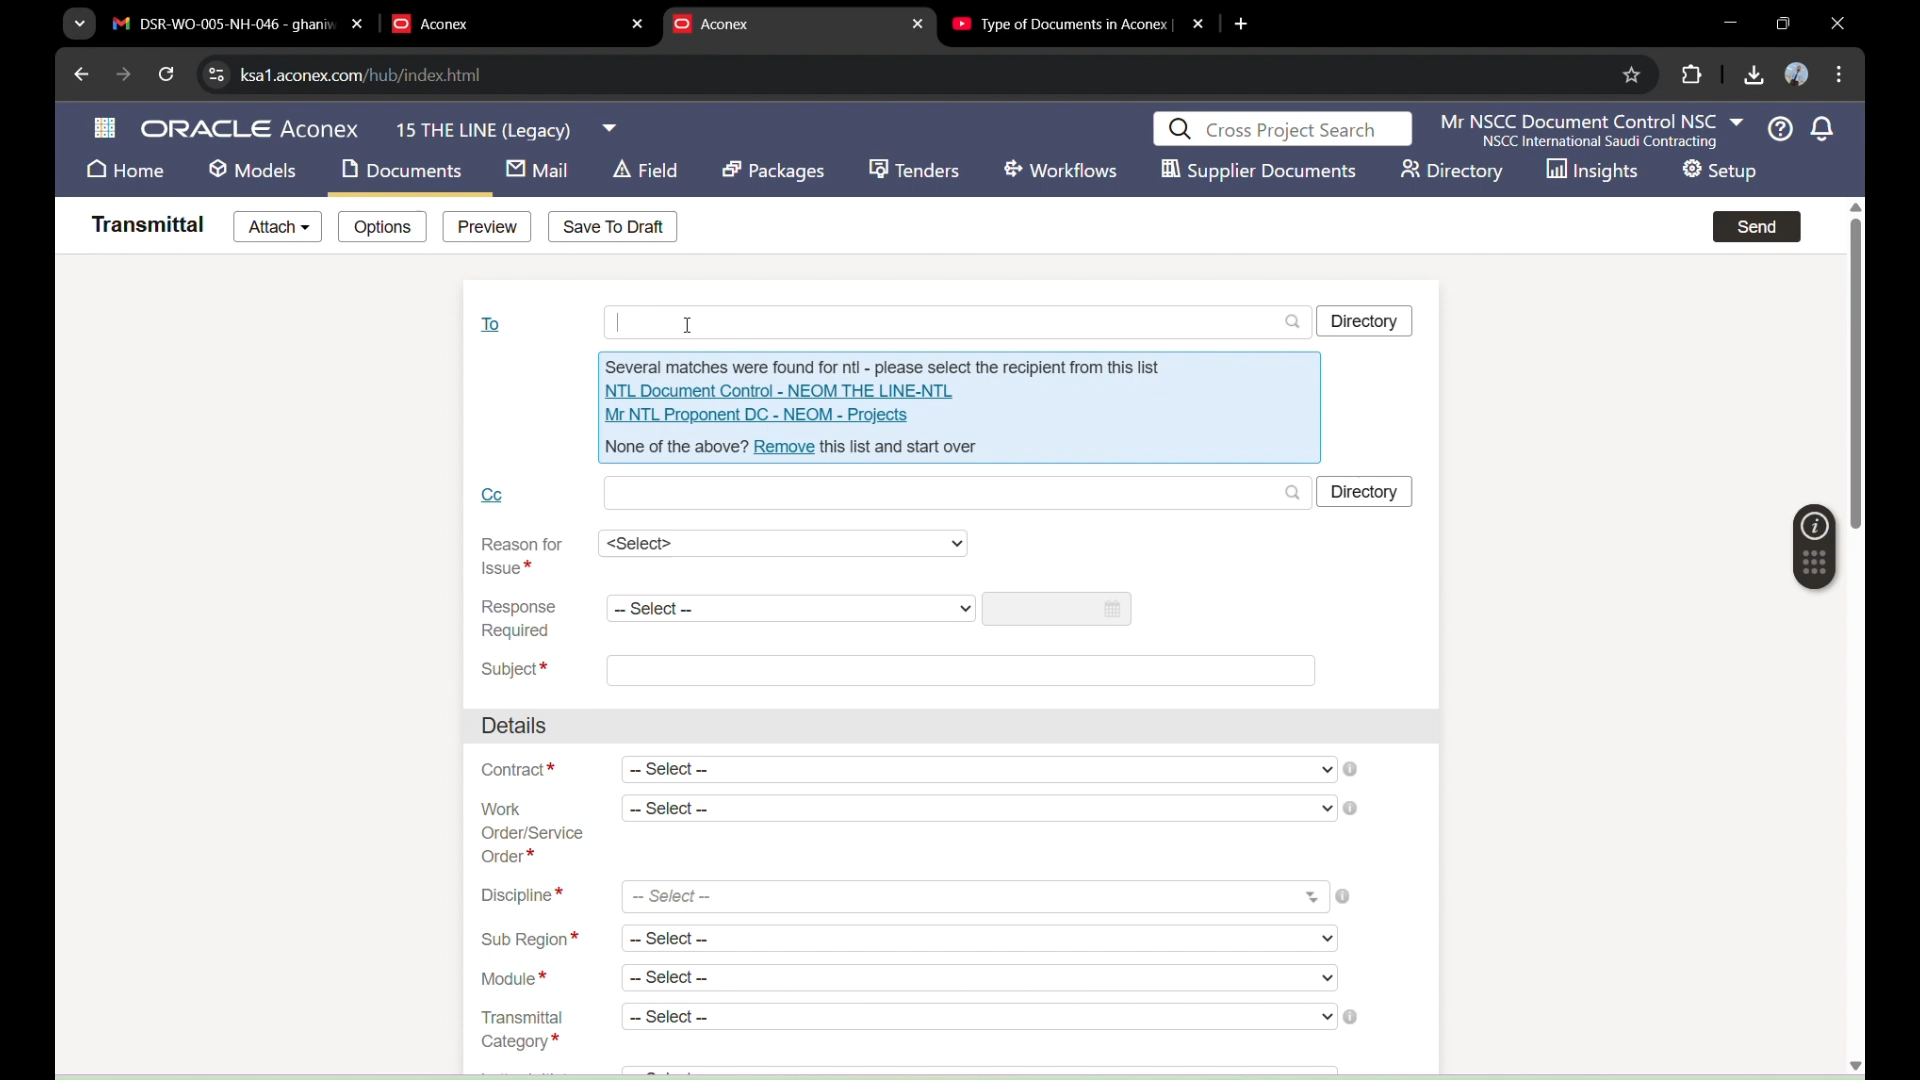 DSR-WO-005-NH-046 - ghaniw
Aconex
Aconex
Type of Documents in Aconex |
ksa1.aconex.com/hub/index.html
ORACLE Aconex
15 THE LINE (Legacy)
Cross Project Search
Mr NSCC Document Control NSC
NSCC International Saudi Contracting
Home
Models
Documents
Mail
Field
Packages
Tenders
Workflows
Supplier Documents
Directory
Insights
Setup
Transmittal
Attach
Options
Preview
Save To Draft
Send
To
Directory
Several matches were found for ntl - please select the recipient from this list
NTL Document Control - NEOM THE LINE-NTL
Mr NTL Proponent DC - NEOM - Projects
None of the above? Remove this list and start over
Cc
Directory
Reason for
Issue*
<Select>
Response
Required
-- Select --
Subject*
Details
Contract*
-- Select --
Work
Order/Service
Order*
-- Select --
Discipline*
-- Select --
Sub Region*
-- Select --
Module*
-- Select --
Transmittal
Category*
-- Select --